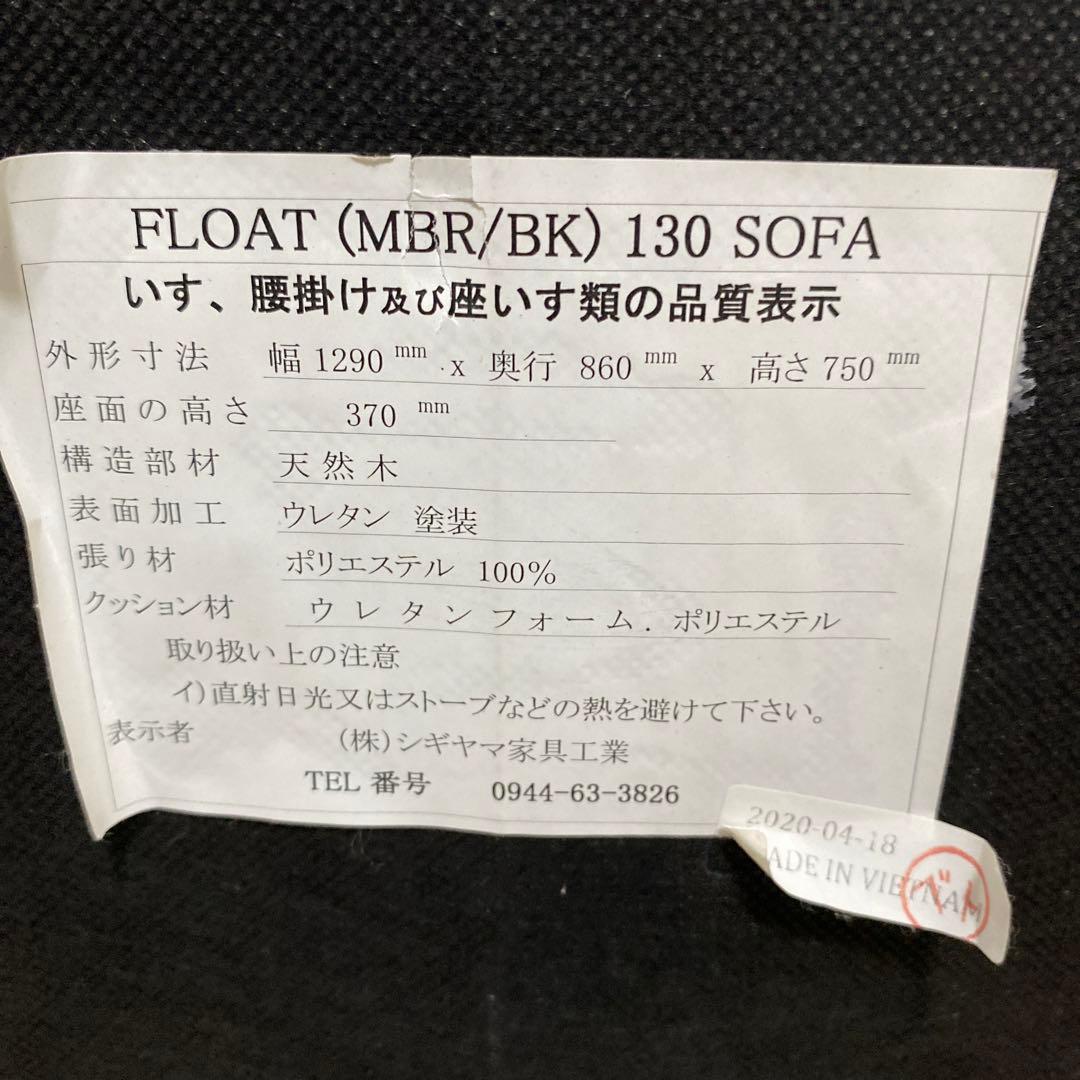 FLOAT (MBR/BK) 130 SOFA
いす、腰掛け及び座いす類の品質表示
外形寸法 幅 1290 mm x 奥行 860 mm x 高さ 750 mm
座面の高さ 370 mm
構造部材 天然木
表面加工 ウレタン 塗装
張り材 ポリエステル 100%
クッション材 ウレタンフォーム. ポリエステル
取り扱い上の注意
イ)直射日光又はストーブなどの熱を避けて下さい。
表示者 (株)シギヤマ家具工業
TEL 番号 0944-63-3826
2020-04-18
ADE IN VIETNAM
ベト